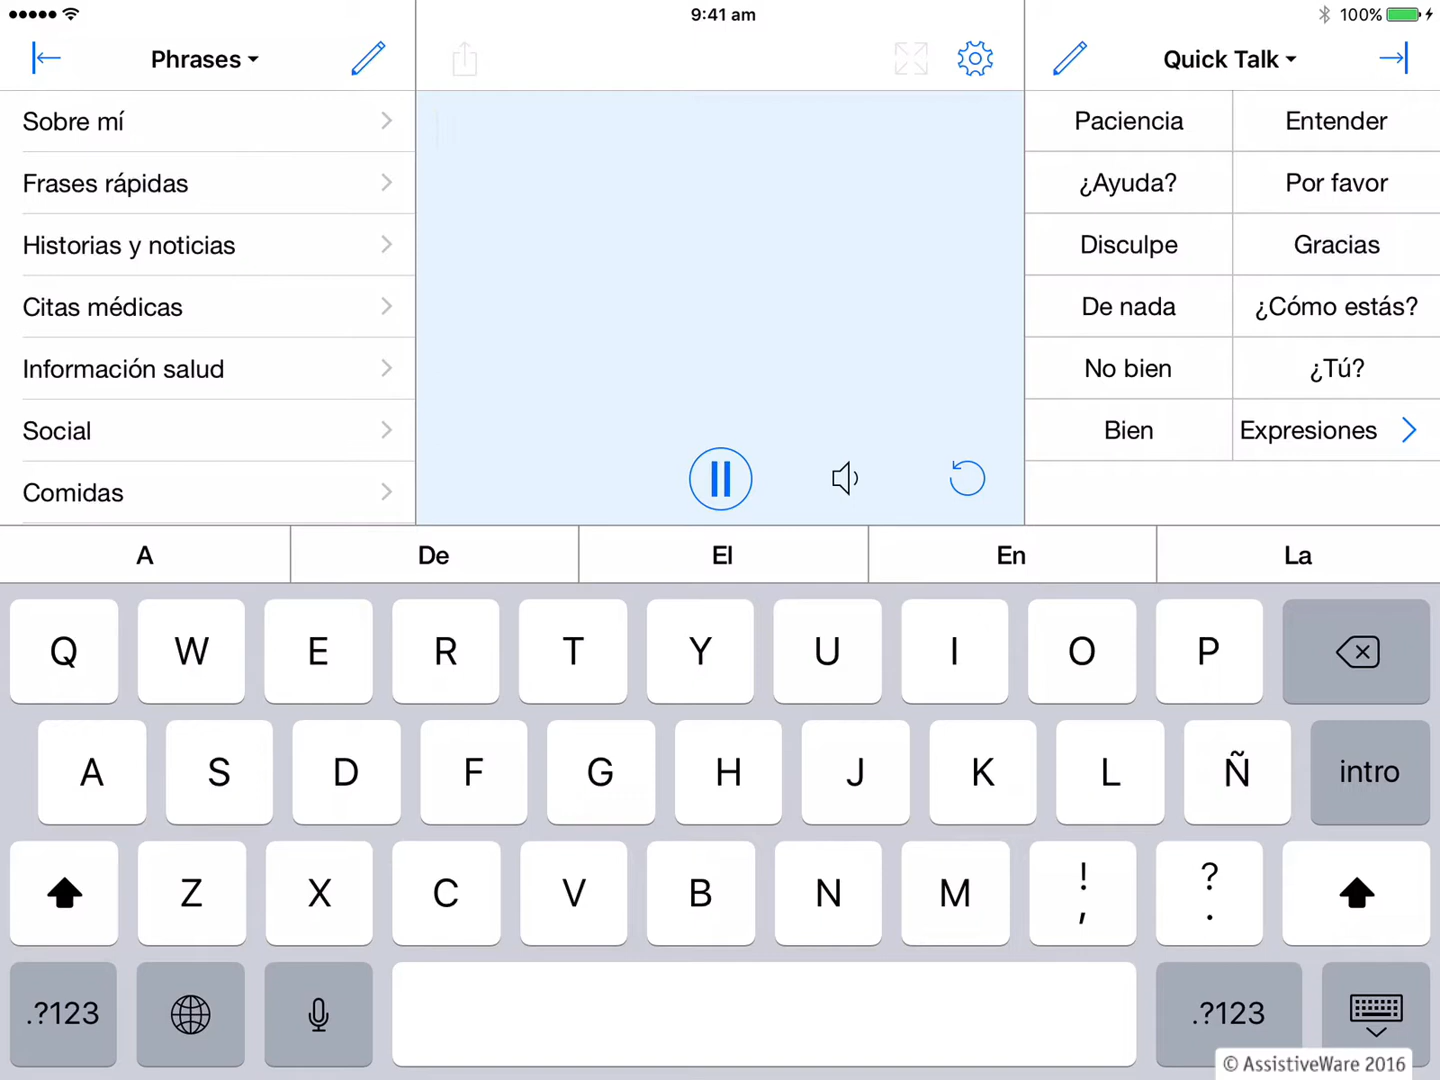 9:41 am
100%
Phrases
Quick Talk
Sobre mí
Frases rápidas
Historias y noticias
Citas médicas
Información salud
Social
Comidas
Paciencia Entender
¿Ayuda? Por favor
Disculpe Gracias
De nada ¿Cómo estás?
No bien ¿Tú?
Bien Expresiones
A De El En La
Q W E R T Y U I O P
A S D F G H J K L Ñ intro
Z X C V B N M ! , ? .
.?123 .?123
© AssistiveWare 2016